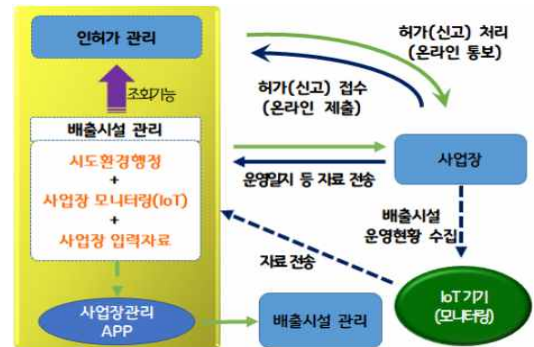 인허가 관리
조회기능
배출시설 관리
시도환경행정
+
사업장 모니터링(IoT)
+
사업장 입력자료
사업장관리
APP
허가(신고) 처리
(온라인 통보)
허가(신고) 접수
(온라인 제출)
사업장
운영일지 등 자료 전송
배출시설
운영현황 수집
자료 전송
IoT 기기
(모니터링)
배출시설 관리